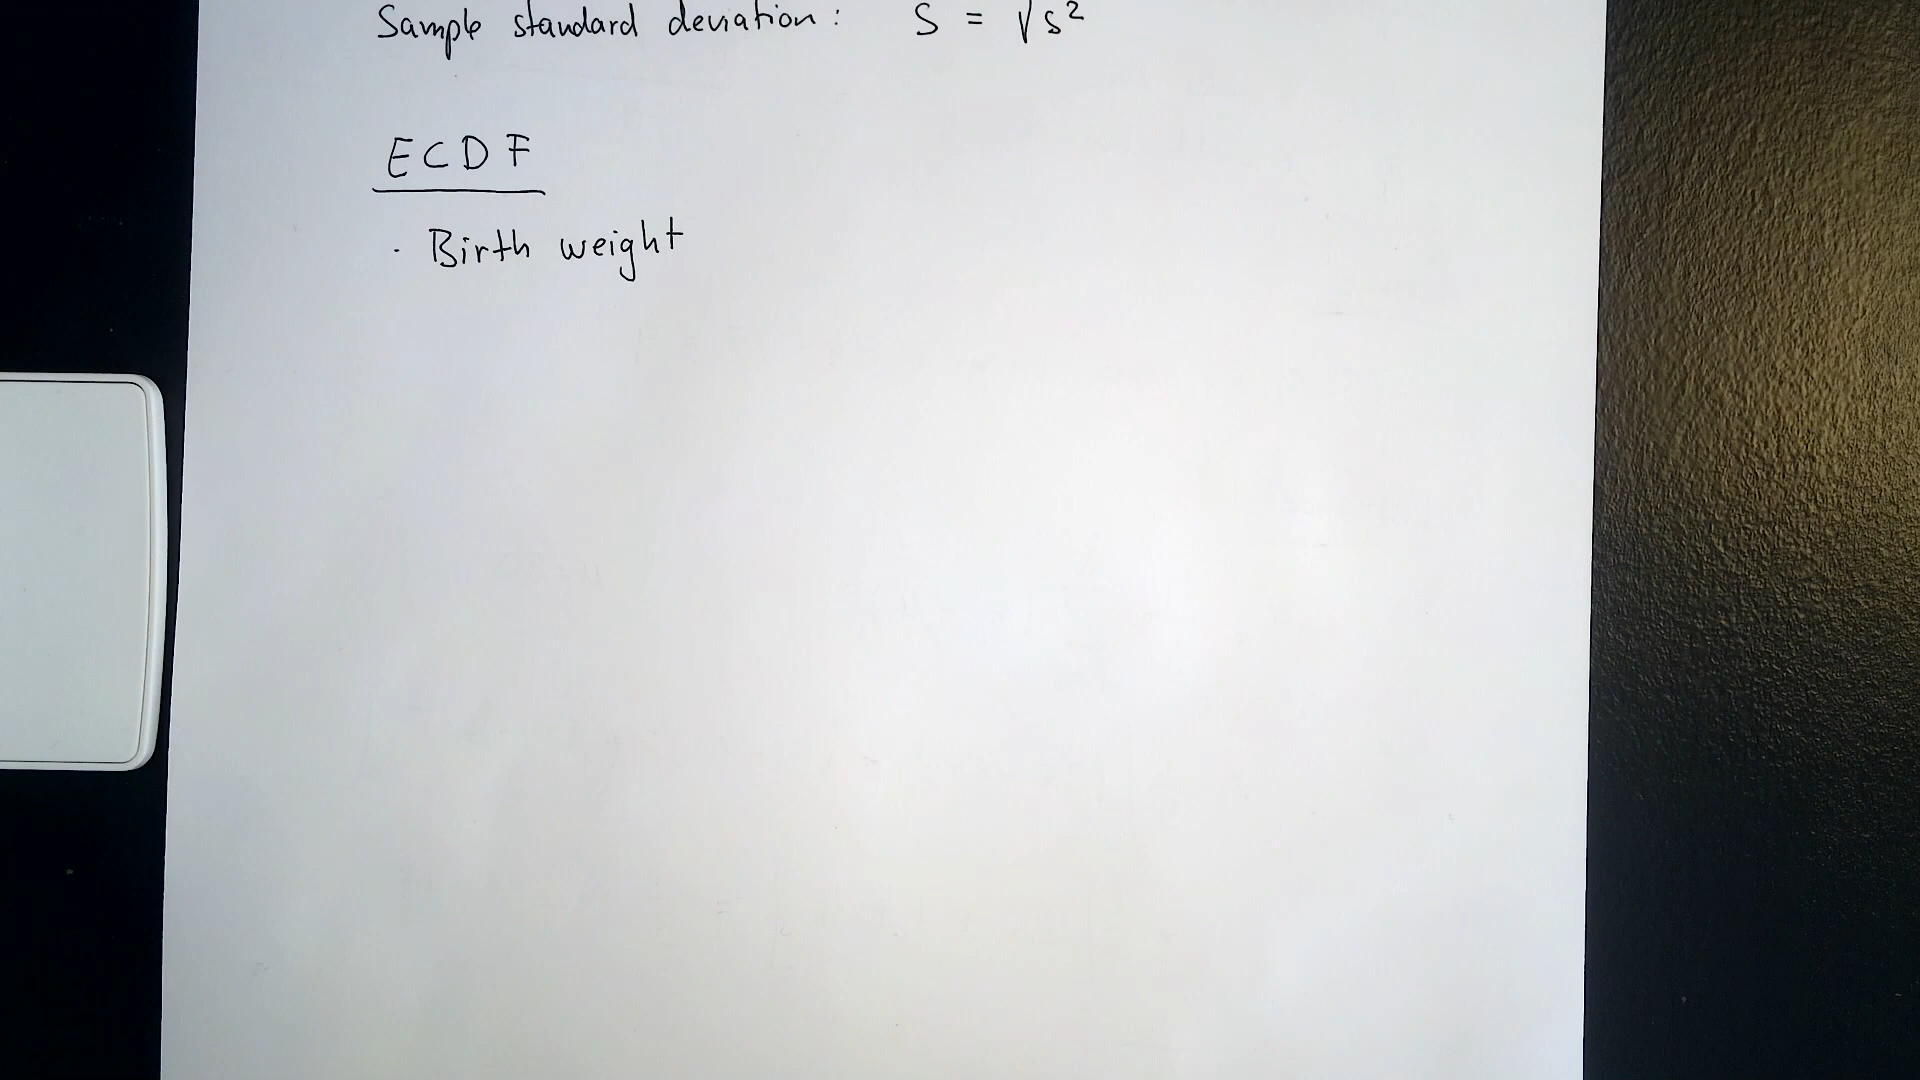 Sample standard deviation: S = √s²
ECDF
· Birth weight